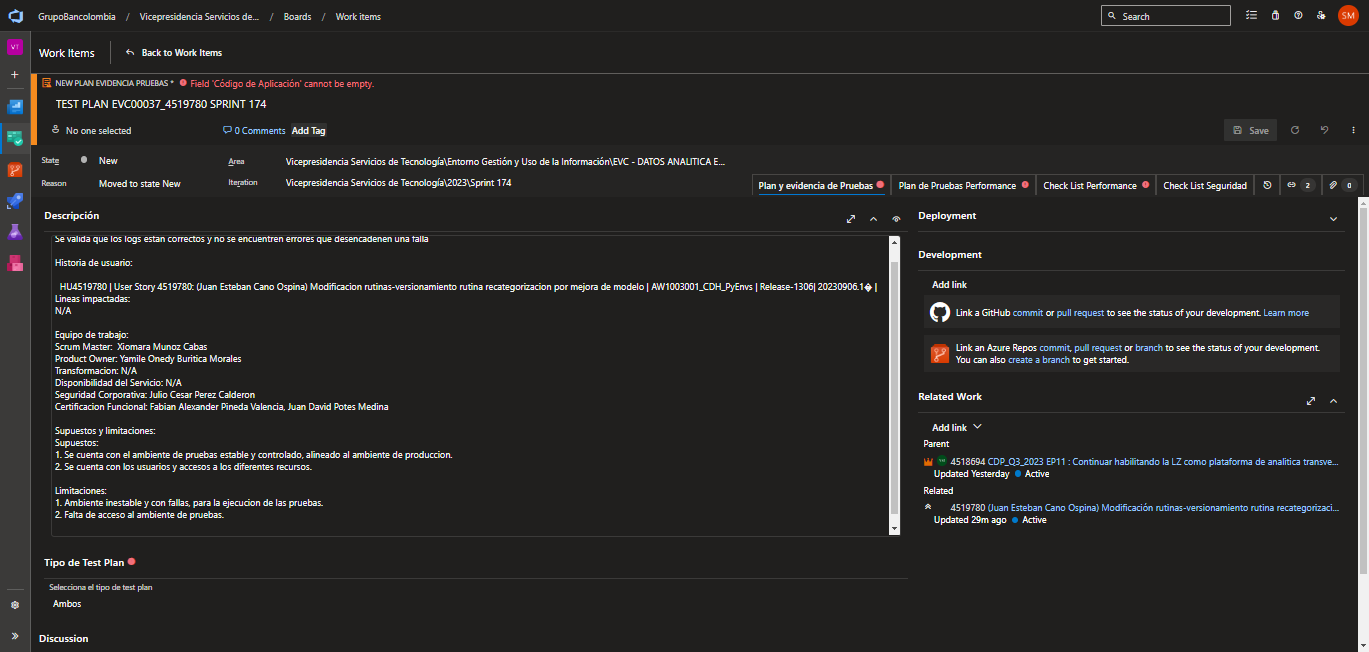 GrupoBancolombia / Vicepresidencia Servicios de... / Boards / Work items
Search
SM
VT
Work Items
Back to Work Items
NEW PLAN EVIDENCIA PRUEBAS * Field 'Código de Aplicación' cannot be empty.
TEST PLAN EVC00037_4519780 SPRINT 174
No one selected
0 Comments
Add Tag
Save
State
New
Area
Vicepresidencia Servicios de Tecnología\Entorno Gestión y Uso de la Información\EVC - DATOS ANALITICA E...
Reason
Moved to state New
Iteration
Vicepresidencia Servicios de Tecnología\2023\Sprint 174
Plan y evidencia de Pruebas
Plan de Pruebas Performance
Check List Performance
Check List Seguridad
2
0
Descripción
Se valida que los logs estan correctos y no se encuentren errores que desencadenen una falla
Historia de usuario:
HU4519780 | User Story 4519780: (Juan Esteban Cano Ospina) Modificacion rutinas-versionamiento rutina recategorizacion por mejora de modelo | AW1003001_CDH_PyEnvs | Release-1306| 20230906.1� |
Lineas impactadas:
N/A
Equipo de trabajo:
Scrum Master:  Xiomara Munoz Cabas
Product Owner: Yamile Onedy Buritica Morales
Transformacion: N/A
Disponibilidad del Servicio: N/A
Seguridad Corporativa: Julio Cesar Perez Calderon
Certificacion Funcional: Fabian Alexander Pineda Valencia, Juan David Potes Medina
Supuestos y limitaciones:
Supuestos:
1. Se cuenta con el ambiente de pruebas estable y controlado, alineado al ambiente de produccion.
2. Se cuenta con los usuarios y accesos a los diferentes recursos.
Limitaciones:
1. Ambiente inestable y con fallas, para la ejecucion de las pruebas.
2. Falta de acceso al ambiente de pruebas.
Tipo de Test Plan
Selecciona el tipo de test plan
Ambos
Discussion
Deployment
Development
Add link
Link a GitHub commit or pull request to see the status of your development. Learn more
Link an Azure Repos commit, pull request or branch to see the status of your development.
You can also create a branch to get started.
Related Work
Add link
Parent
4518694 CDP_Q3_2023 EP11 : Continuar habilitando la LZ como plataforma de analitica transve...
Updated Yesterday Active
Related
4519780 (Juan Esteban Cano Ospina) Modificación rutinas-versionamiento rutina recategorizaci...
Updated 29m ago Active